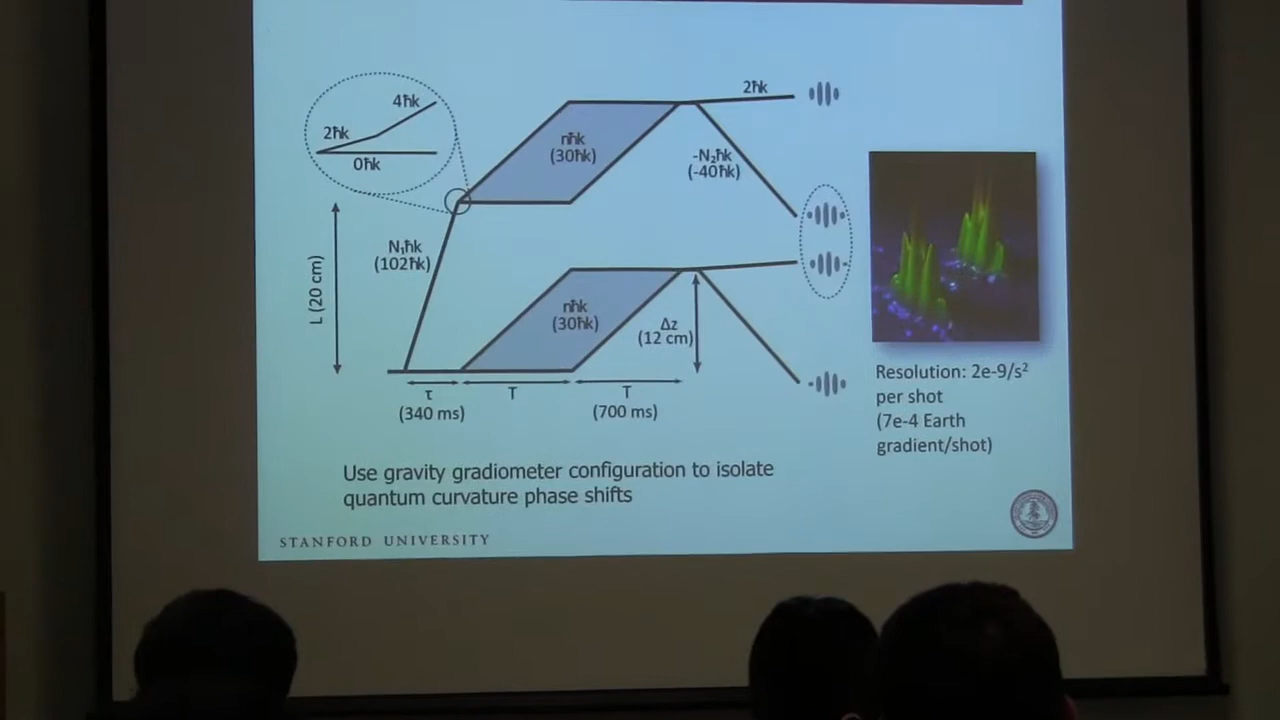 4ħk
2ħk
0ħk
2ħk
nħk
(30ħk)
-N₂ħk
(-40ħk)
N₁ħk
(102ħk)
L (20 cm)
nħk
(30ħk)
Δz
(12 cm)
τ
(340 ms)
T
T
(700 ms)
Resolution: 2e-9/s²
per shot
(7e-4 Earth
gradient/shot)
Use gravity gradiometer configuration to isolate
quantum curvature phase shifts
STANFORD UNIVERSITY